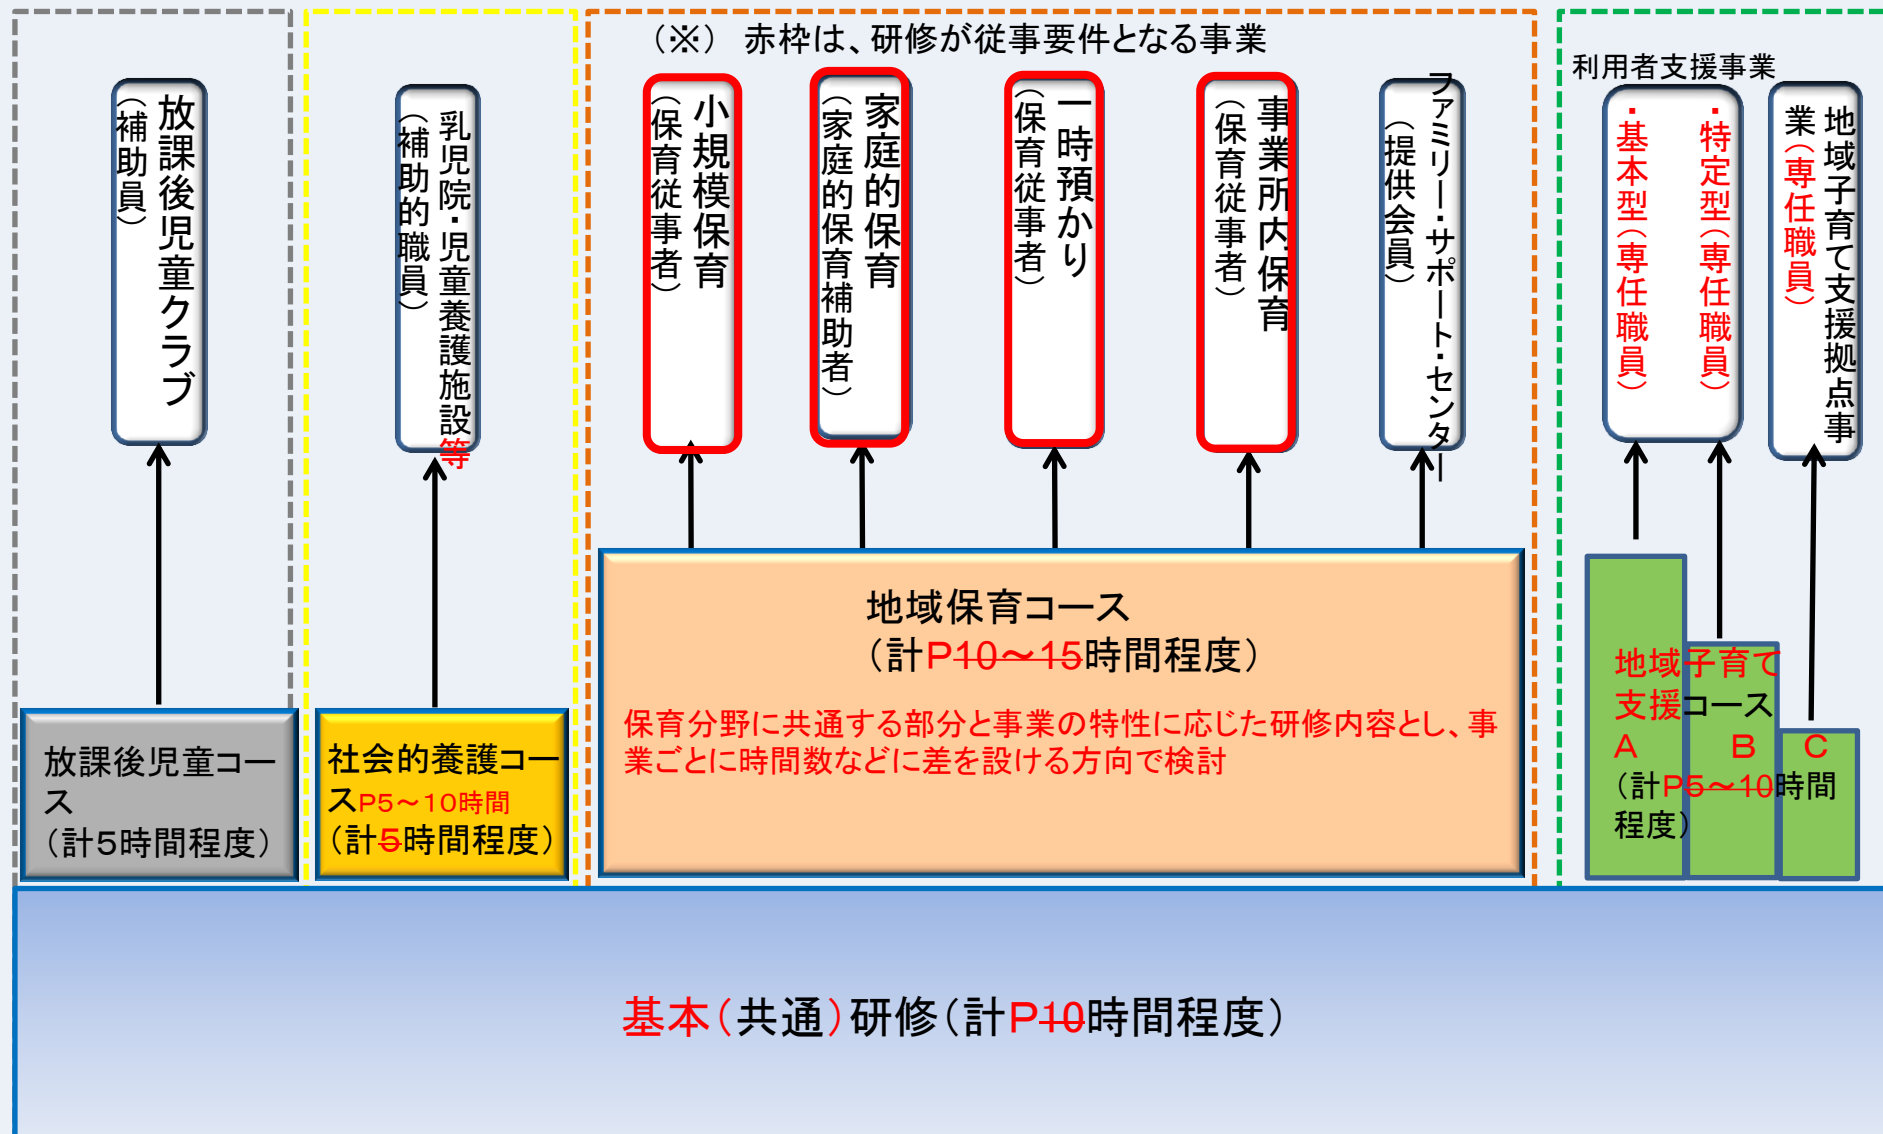 （※） 赤枠は、研修が従事要件となる事業
放課後児童クラブ
（補助員）
乳児院・児童養護施設等
（補助的職員）
小規模保育
（保育従事者）
家庭的保育
（家庭的保育補助者）
一時預かり
（保育従事者）
事業所内保育
（保育従事者）
ファミリー・サポート・センター
（提供会員）
利用者支援事業
・特定型（専任職員）
・基本型（専任職員）
地域子育て支援拠点事
業（専任職員）
放課後児童コー
ス
（計5時間程度）
社会的養護コー
スP5～10時間
（計5時間程度）
地域保育コース
（計P10～15時間程度）
保育分野に共通する部分と事業の特性に応じた研修内容とし、事
業ごとに時間数などに差を設ける方向で検討
地域子育て
支援コース
A B C
（計P5～10時間
程度）
基本（共通）研修（計P10時間程度）